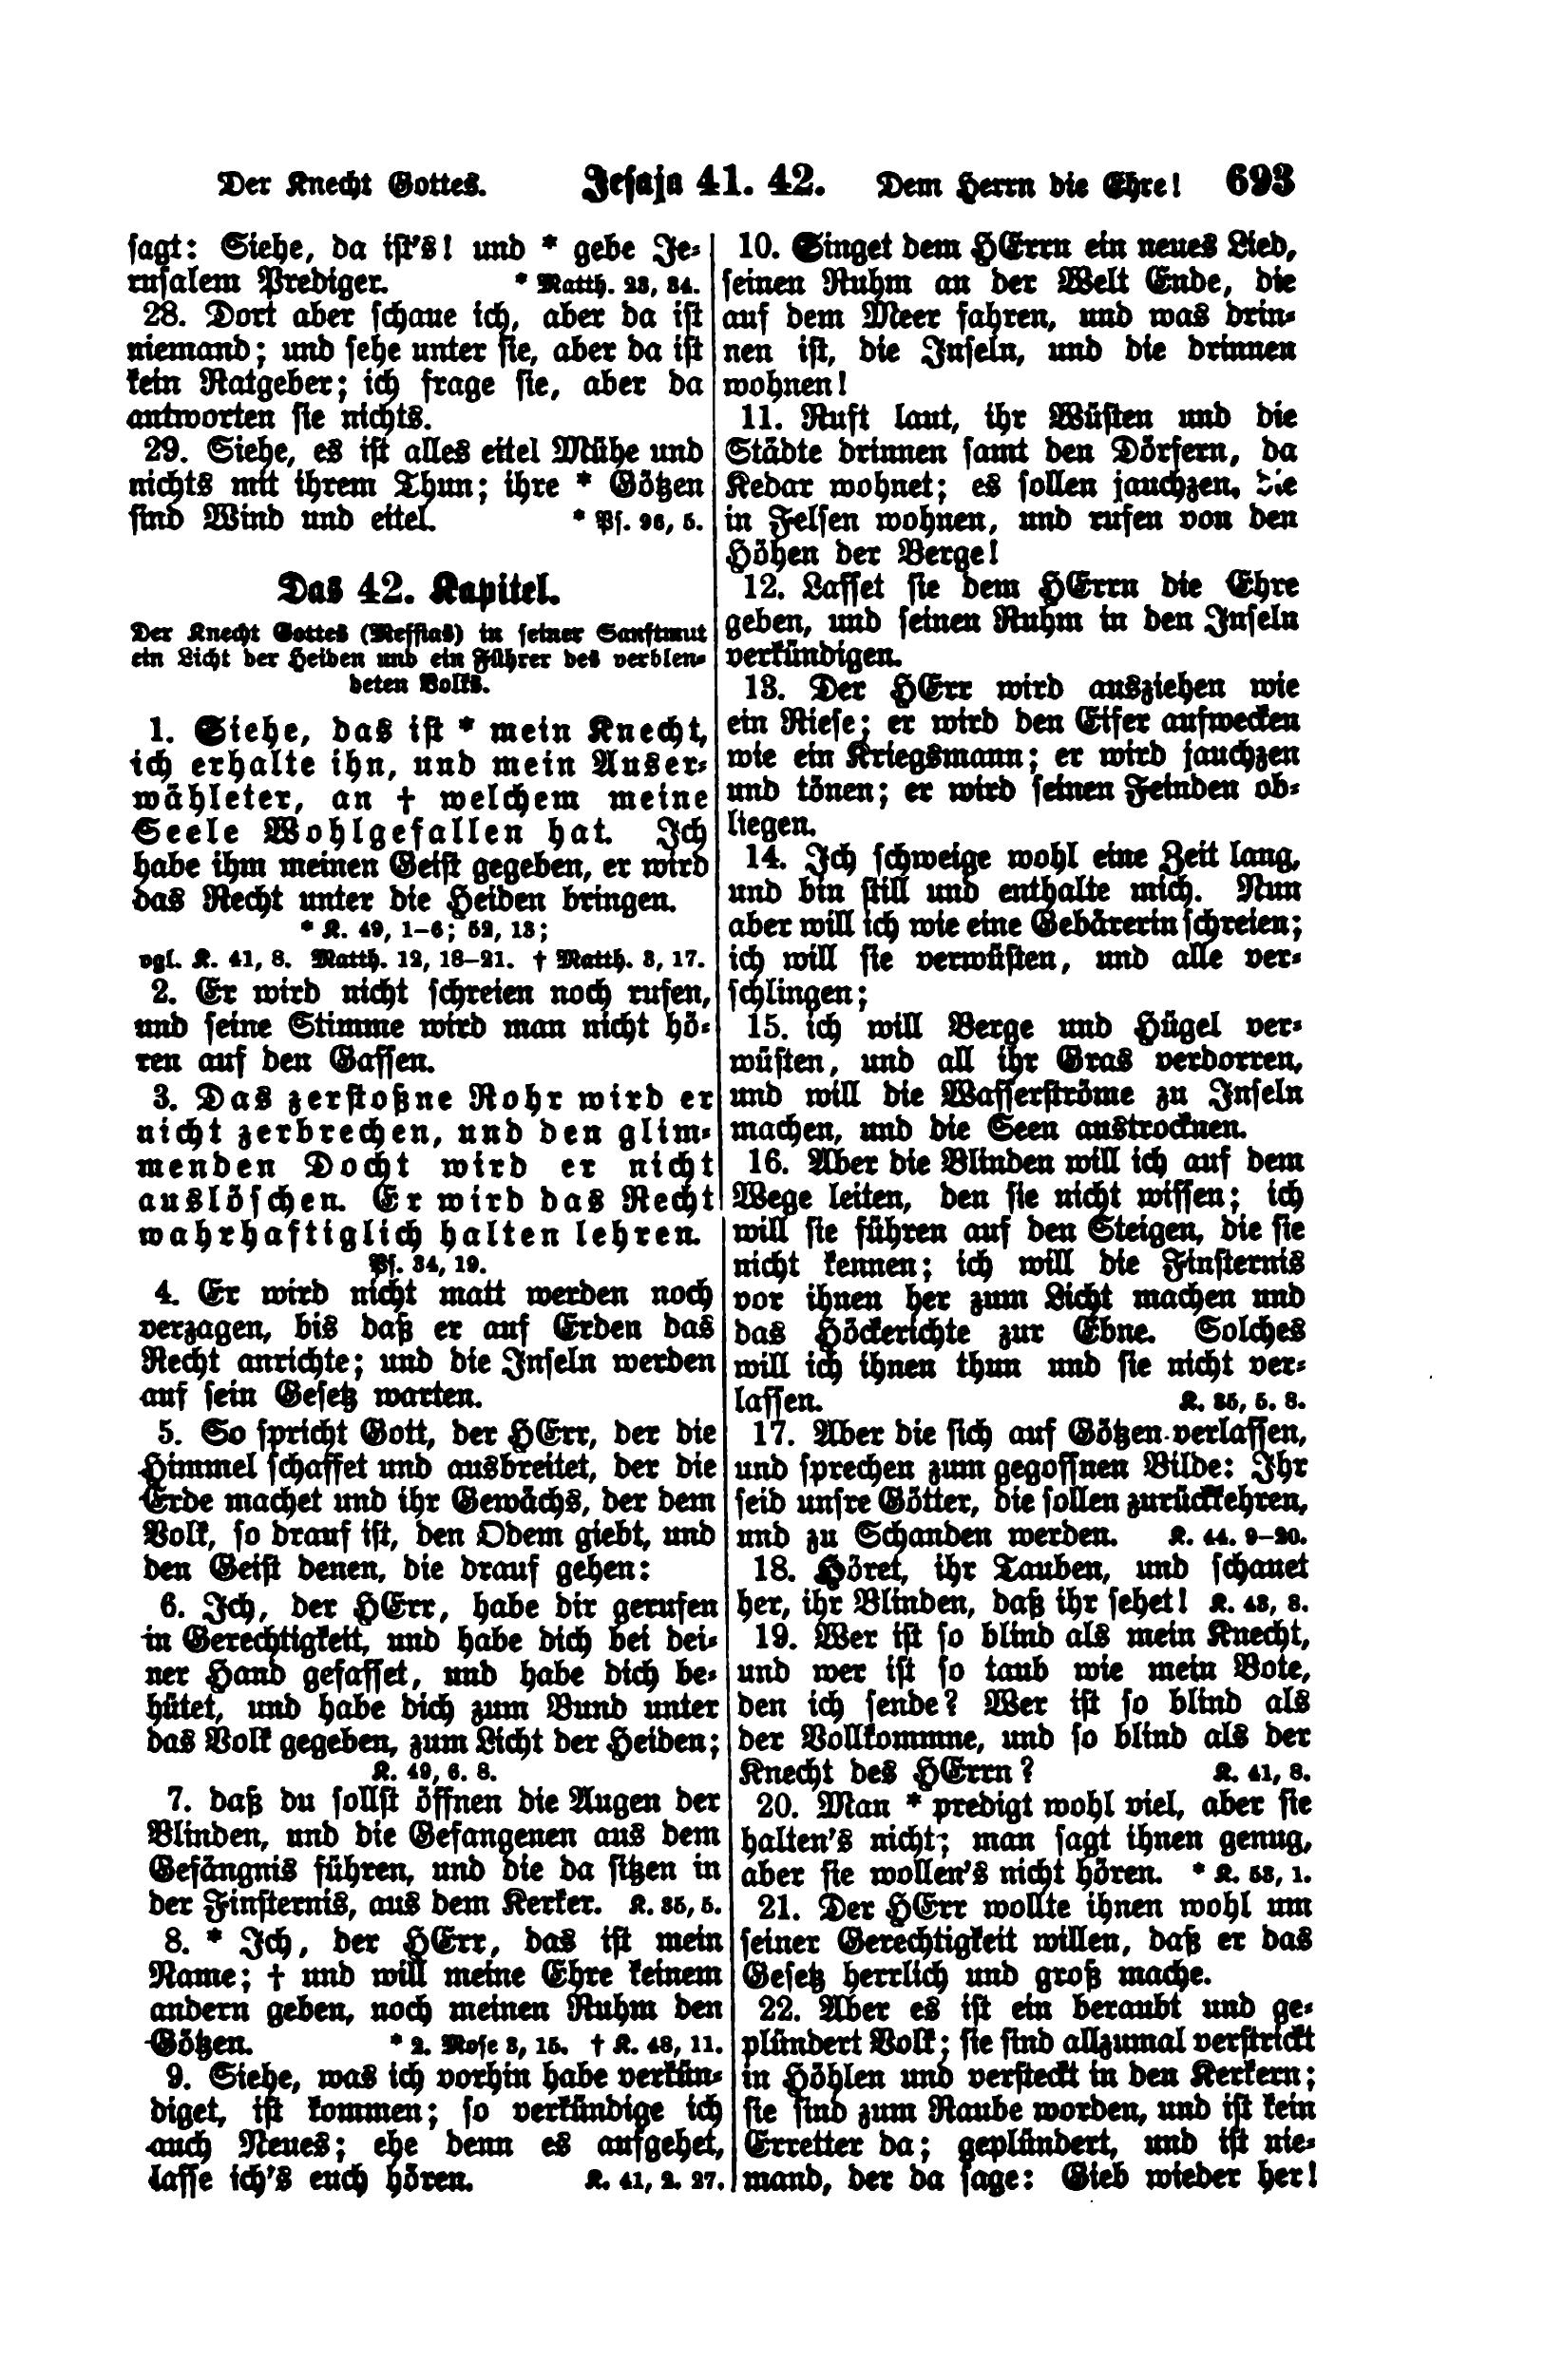 Der Knecht Gottes. Jesaja 41. 42. Dem Herrn die Ehre! 693
sagt: Siehe, da ist's! und * gebe Je-
rusalem Prediger. * Matth. 23, 34.
28. Dort aber schaue ich, aber da ist
niemand; und sehe unter sie, aber da ist
kein Ratgeber; ich frage sie, aber da
antworten sie nichts.
29. Siehe, es ist alles eitel Mühe und
nichts mit ihrem Thun; ihre * Götzen
sind Wind und eitel. * Ps. 96, 5.
Das 42. Kapitel.
Der Knecht Gottes (Messias) in seiner Sanftmut
ein Licht der Heiden und ein Führer des verblen-
deten Volks.
1. Siehe, das ist * mein Knecht,
ich erhalte ihn, und mein Auser-
wähleter, an † welchem meine
Seele Wohlgefallen hat. Ich
habe ihm meinen Geist gegeben, er wird
das Recht unter die Heiden bringen.
* K. 49, 1-6; 52, 13;
vgl. K. 41, 8. Matth. 12, 18-21. † Matth. 3, 17.
2. Er wird nicht schreien noch rufen,
und seine Stimme wird man nicht hö-
ren auf den Gassen.
3. Das zerstoßne Rohr wird er
nicht zerbrechen, und den glim-
menden Docht wird er nicht
auslöschen. Er wird das Recht
wahrhaftiglich halten lehren.
Ps. 34, 19.
4. Er wird nicht matt werden noch
verzagen, bis daß er auf Erden das
Recht anrichte; und die Inseln werden
auf sein Gesetz warten.
5. So spricht Gott, der HErr, der die
Himmel schaffet und ausbreitet, der die
Erde machet und ihr Gewächs, der dem
Volk, so drauf ist, den Odem giebt, und
den Geist denen, die drauf gehen:
6. Ich, der HErr, habe dir gerufen
in Gerechtigkeit, und habe dich bei dei-
ner Hand gefasset, und habe dich be-
hütet, und habe dich zum Bund unter
das Volk gegeben, zum Licht der Heiden;
K. 49, 6. 8.
7. daß du sollst öffnen die Augen der
Blinden, und die Gefangenen aus dem
Gefängnis führen, und die da sitzen in
der Finsternis, aus dem Kerker. K. 35, 5.
8. * Ich, der HErr, das ist mein
Name; † und will meine Ehre keinem
andern geben, noch meinen Ruhm den
Götzen. * 2. Mose 3, 15. † K. 48, 11.
9. Siehe, was ich vorhin habe verkün-
diget, ist kommen; so verkündige ich
auch Neues; ehe denn es aufgehet,
lasse ich's euch hören. K. 41, 2. 27.
10. Singet dem HErrn ein neues Lied,
seinen Ruhm an der Welt Ende, die
auf dem Meer fahren, und was drin-
nen ist, die Inseln, und die drinnen
wohnen!
11. Ruft laut, ihr Wüsten und die
Städte drinnen samt den Dörfern, da
Kedar wohnet; es sollen jauchzen, die
in Felsen wohnen, und rufen von den
Höhen der Berge!
12. Lasset sie dem HErrn die Ehre
geben, und seinen Ruhm in den Inseln
verkündigen.
13. Der HErr wird ausziehen wie
ein Riese; er wird den Eifer aufwecken
wie ein Kriegsmann; er wird jauchzen
und tönen; er wird seinen Feinden ob-
liegen.
14. Ich schweige wohl eine Zeit lang,
und bin still und enthalte mich. Nun
aber will ich wie eine Gebärerin schreien;
ich will sie verwüsten, und alle ver-
schlingen;
15. ich will Berge und Hügel ver-
wüsten, und all ihr Gras verdorren,
und will die Wasserströme zu Inseln
machen, und die Seen austrocknen.
16. Aber die Blinden will ich auf dem
Wege leiten, den sie nicht wissen; ich
will sie führen auf den Steigen, die sie
nicht kennen; ich will die Finsternis
vor ihnen her zum Licht machen und
das Höckerichte zur Ebne. Solches
will ich ihnen thun und sie nicht ver-
lassen. K. 35, 5. 8.
17. Aber die sich auf Götzen verlassen,
und sprechen zum gegossnen Bilde: Ihr
seid unsre Götter, die sollen zurückkehren,
und zu Schanden werden. K. 44. 9-20.
18. Höret, ihr Tauben, und schauet
her, ihr Blinden, daß ihr sehet! K. 43, 8.
19. Wer ist so blind als mein Knecht,
und wer ist so taub wie mein Bote,
den ich sende? Wer ist so blind als
der Vollkommne, und so blind als der
Knecht des HErrn? K. 41, 8.
20. Man * predigt wohl viel, aber sie
halten's nicht; man sagt ihnen genug,
aber sie wollen's nicht hören. * K. 53, 1.
21. Der HErr wollte ihnen wohl um
seiner Gerechtigkeit willen, daß er das
Gesetz herrlich und groß mache.
22. Aber es ist ein beraubt und ge-
plündert Volk; sie sind allzumal verstrickt
in Höhlen und versteckt in den Kerkern;
sie sind zum Raube worden, und ist kein
Erretter da; geplündert, und ist nie-
mand, der da sage: Gieb wieder her!